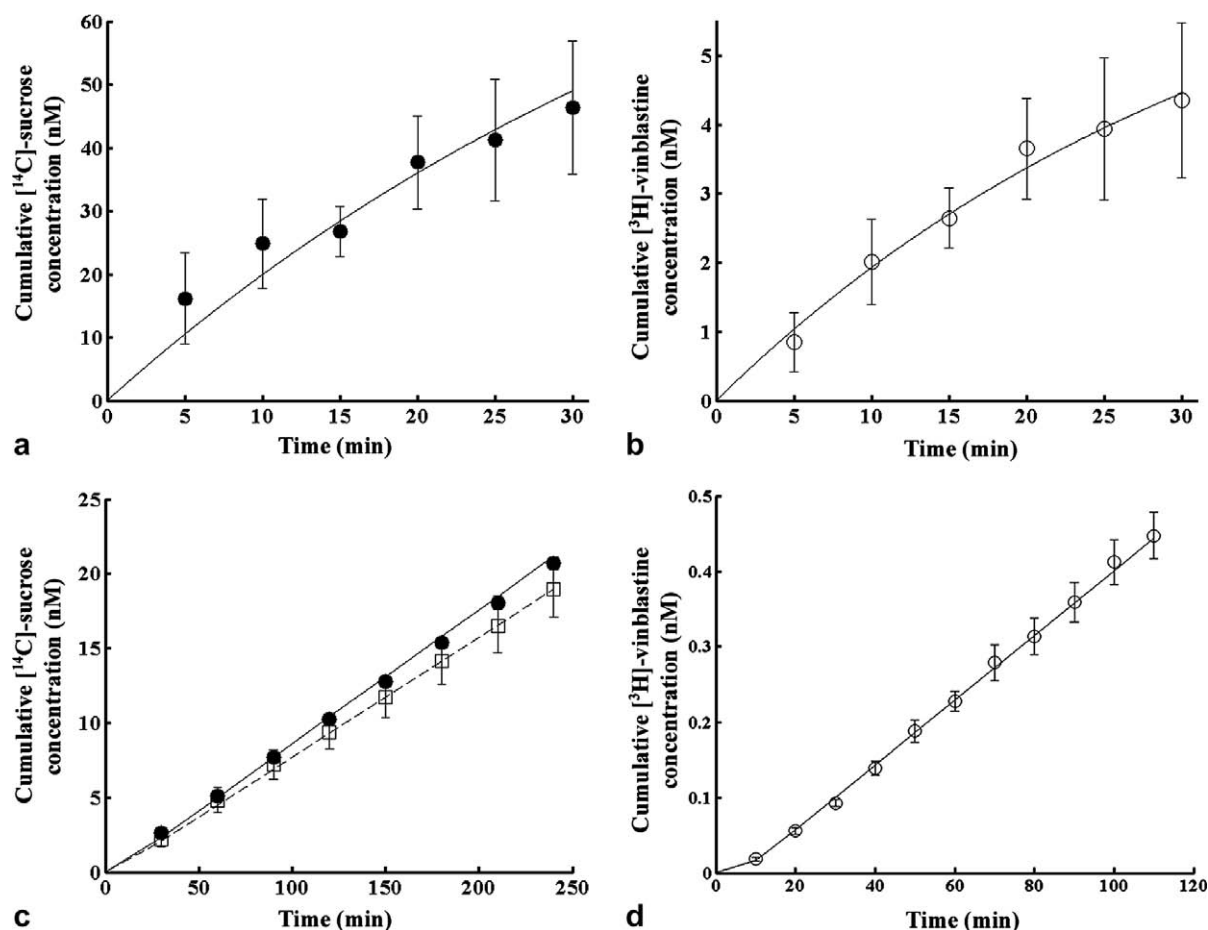 Cumulative [¹⁴C]-sucrose
concentration (nM)
60
50
40
30
20
10
0
0 5 10 15 20 25 30
Time (min)
a
Cumulative [³H]-vinblastine
concentration (nM)
5
4
3
2
1
0
0 5 10 15 20 25 30
Time (min)
b
Cumulative [¹⁴C]-sucrose
concentration (nM)
25
20
15
10
5
0
0 50 100 150 200 250
Time (min)
c
Cumulative [³H]-vinblastine
concentration (nM)
0.5
0.4
0.3
0.2
0.1
0
0 20 40 60 80 100 120
Time (min)
d